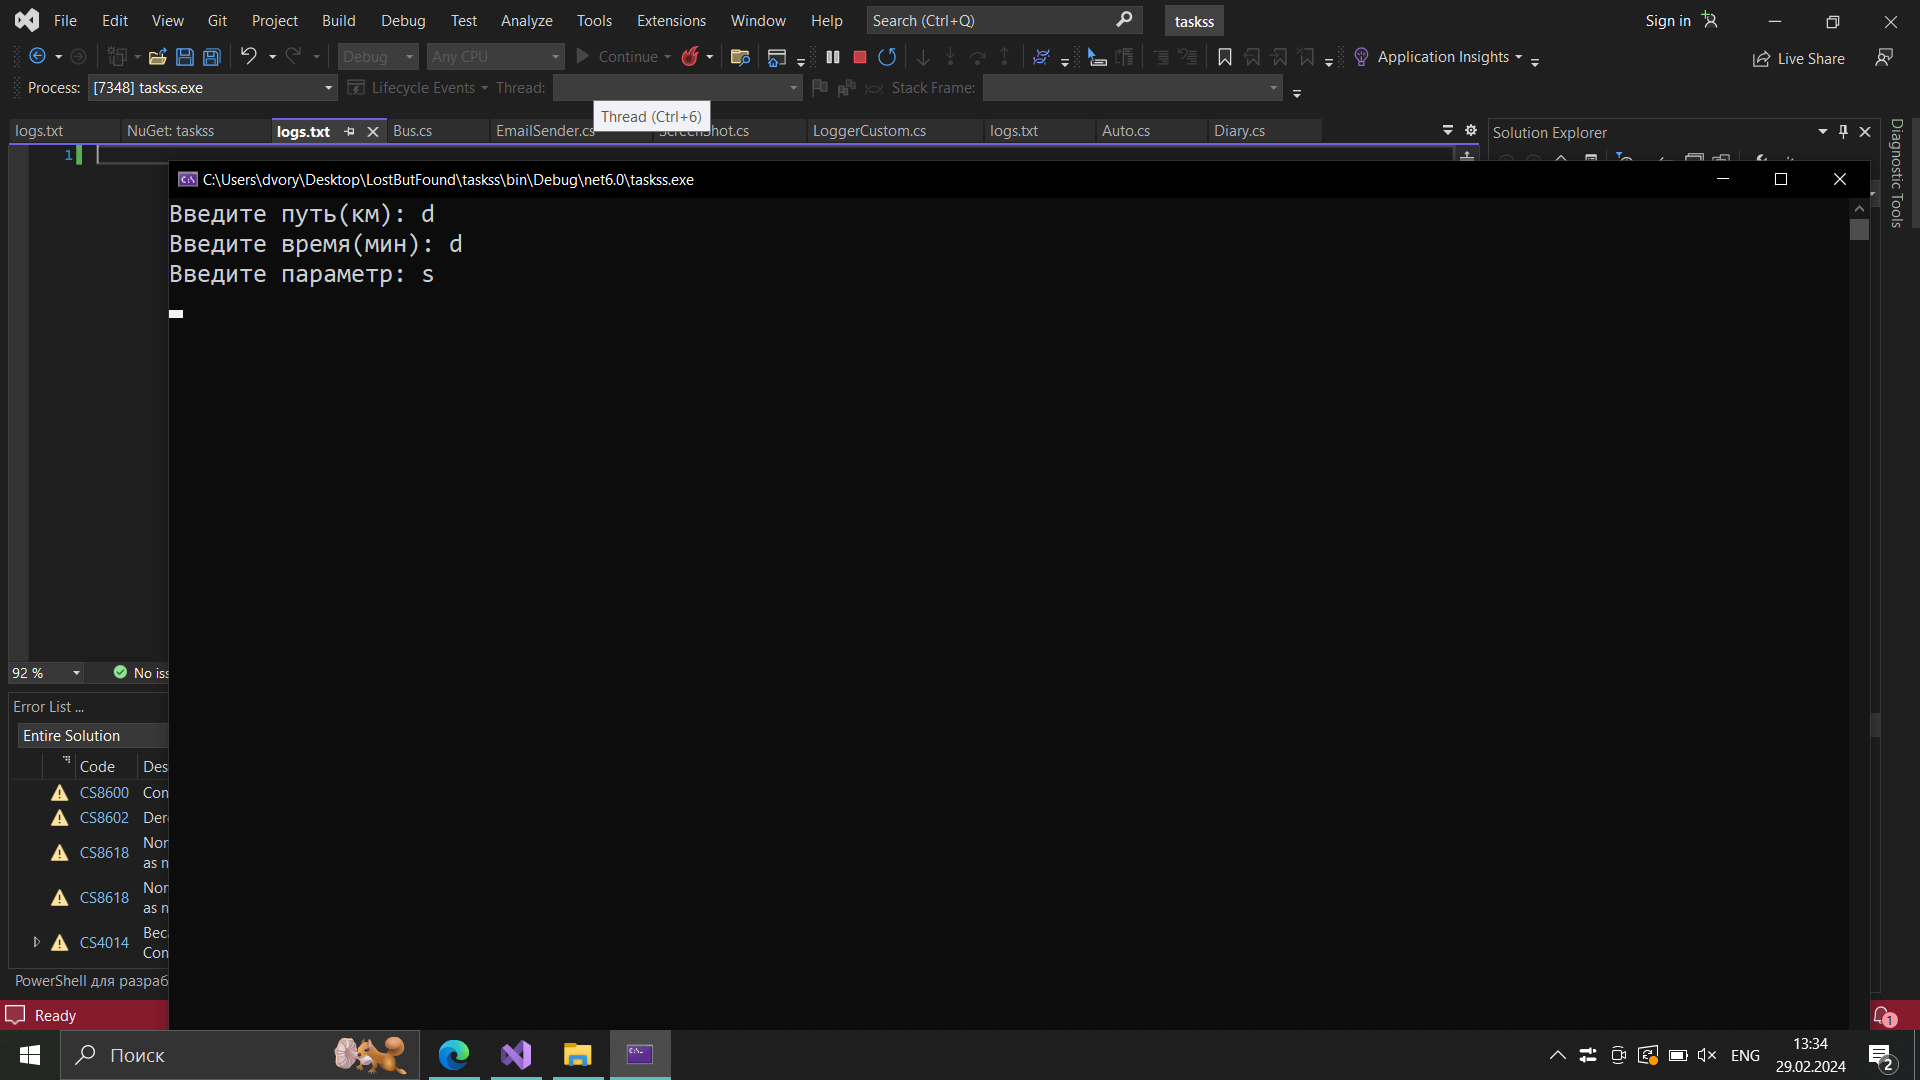 File Edit View Git Project Build Debug Test Analyze Tools Extensions Window Help Search (Ctrl+Q) taskss Sign in
Debug Any CPU Continue Application Insights Live Share
Process: [7348] taskss.exe Lifecycle Events Thread: Stack Frame:
Thread (Ctrl+6)
logs.txt NuGet: taskss logs.txt Bus.cs EmailSender.cs ScreenShot.cs LoggerCustom.cs logs.txt Auto.cs Diary.cs
Solution Explorer
Diagnostic Tools
1
C:\Users\dvory\Desktop\LostButFound\taskss\bin\Debug\net6.0\taskss.exe
Введите путь(км): d
Введите время(мин): d
Введите параметр: s
92 % No iss
Error List ...
Entire Solution
Code Des
CS8600 Con
CS8602 Der
CS8618 Non
as n
CS8618 Non
as n
CS4014 Beca
Con
PowerShell для разраб
Ready
1
Поиск
ENG
13:34
29.02.2024
2